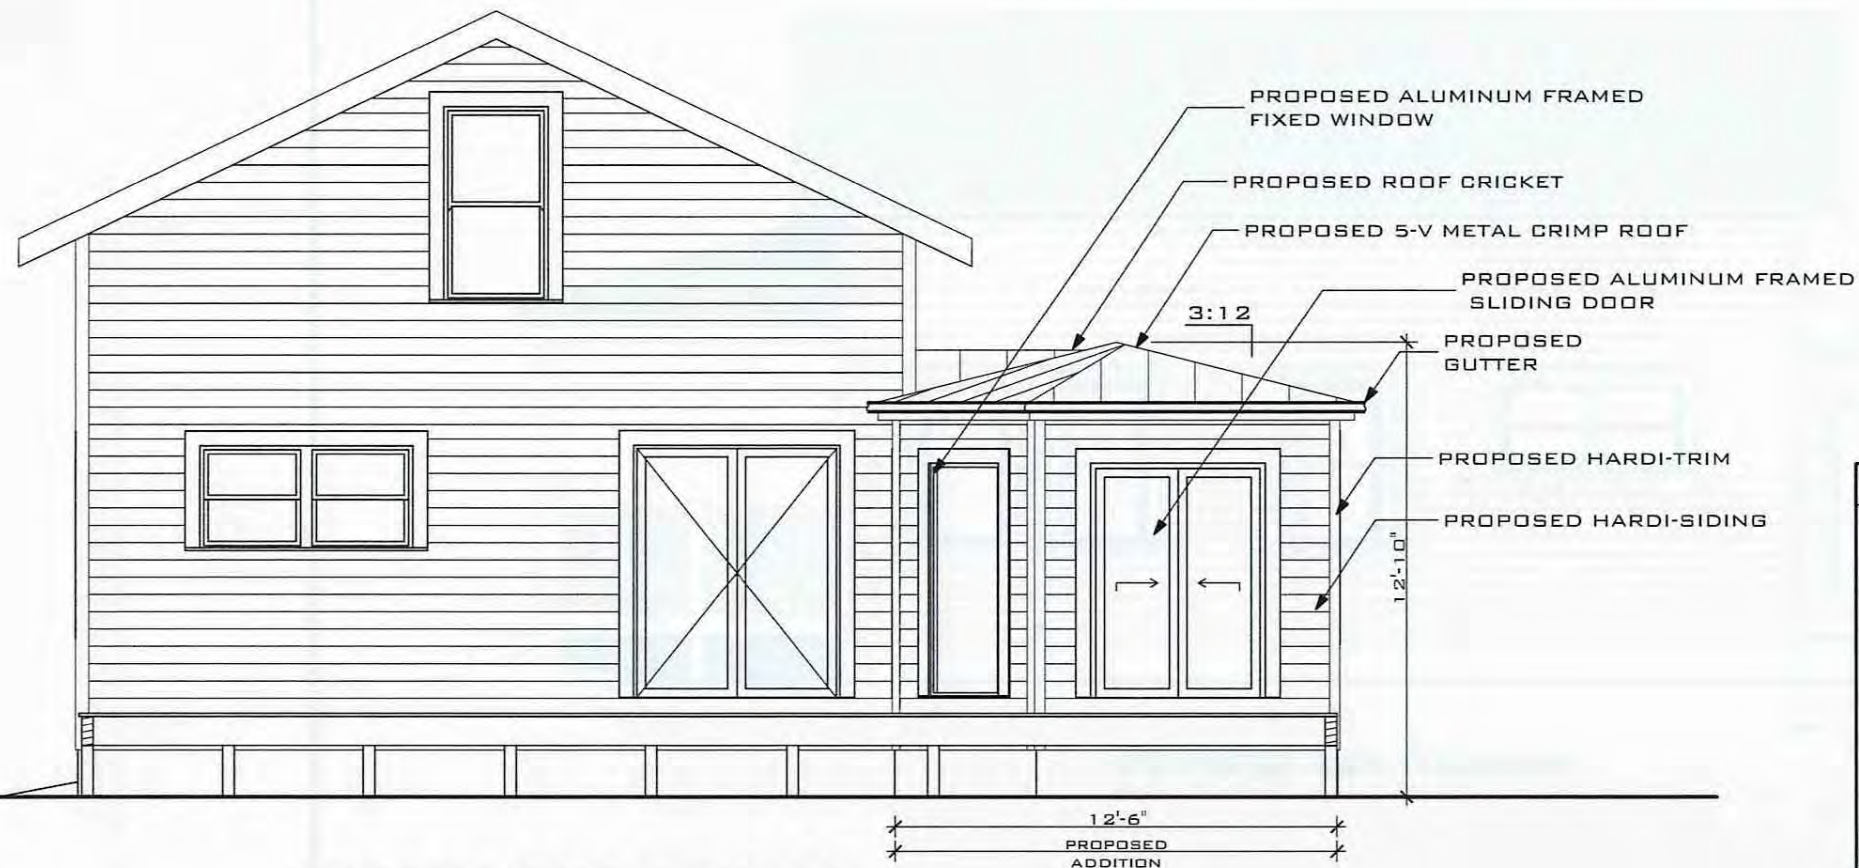 PROPOSED ALUMINUM FRAMED
FIXED WINDOW
PROPOSED ROOF CRICKET
PROPOSED 5-V METAL CRIMP ROOF
PROPOSED ALUMINUM FRAMED
SLIDING DOOR
3:12
PROPOSED
GUTTER
PROPOSED HARDI-TRIM
PROPOSED HARDI-SIDING
12'-10"
12'-6"
PROPOSED
ADDITION